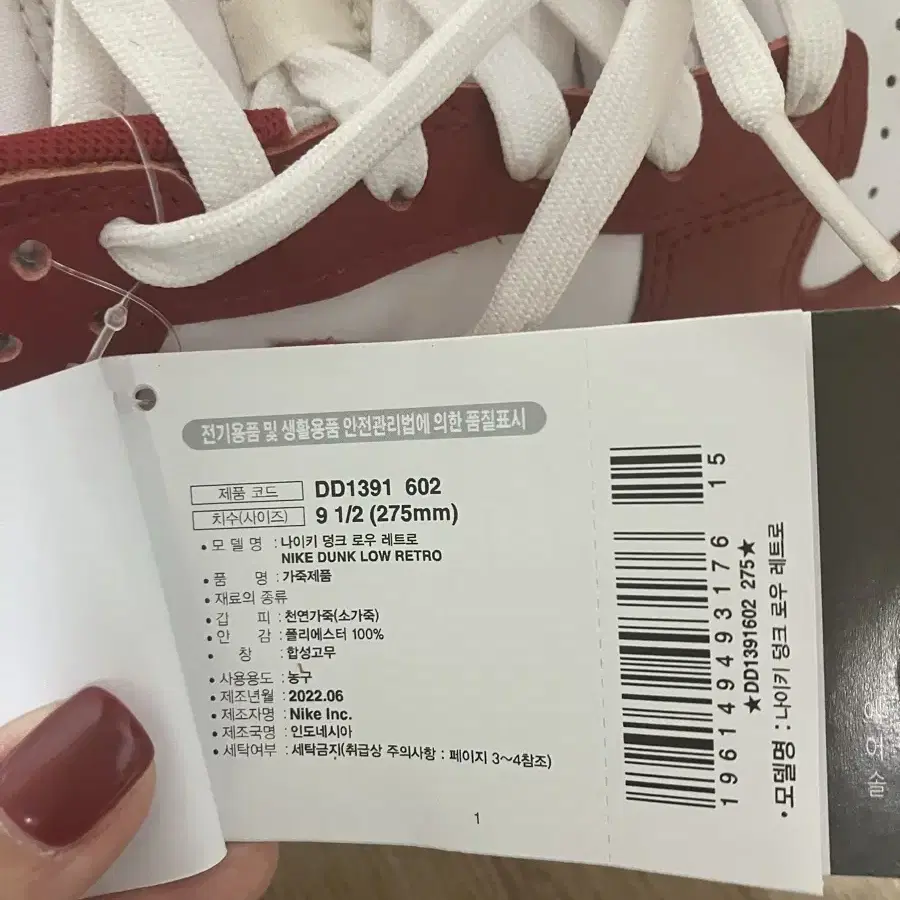 전기용품 및 생활용품 안전관리법에 의한 품질표시
제품 코드 DD1391 602
치수(사이즈) 9 1/2 (275mm)
• 모 델 명 : 나이키 덩크 로우 레트로
NIKE DUNK LOW RETRO
• 품 명 : 가죽제품
• 재료의 종류
• 갑 피 : 천연가죽(소가죽)
• 안 감 : 폴리에스터 100%
• 창 : 합성고무
• 사용용도 : 농구
• 제조년월 : 2022.06
• 제조자명 : Nike Inc.
• 제조국명 : 인도네시아
• 세탁여부 : 세탁금지(취급상 주의사항 : 페이지 3~4참조)
1
15
196149493176
★DD1391602 275★
•모델명 : 나이키 덩크 로우 레트로
에어솔